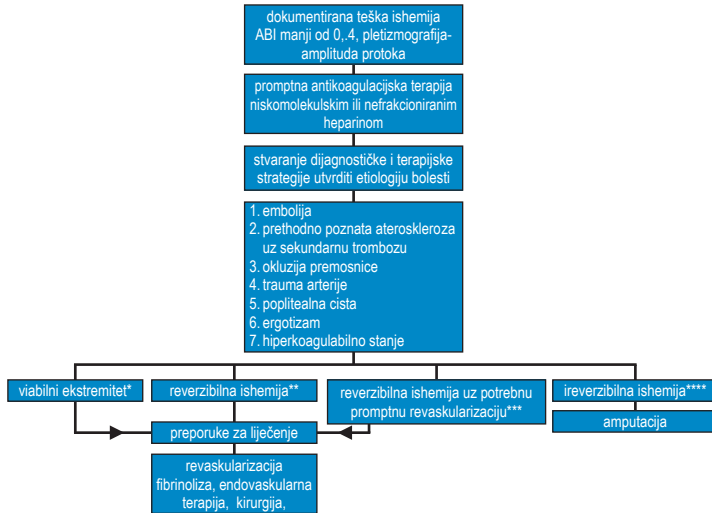 dokumentirana teška ishemija
ABI manji od 0,.4, pletizmografija-
amplituda protoka
promptna antikoagulacijska terapija
niskomolekulskim ili nefrakcioniranim
heparinom
stvaranje dijagnostičke i terapijske
strategije utvrditi etiologiju bolesti
1. embolija
2. prethodno poznata ateroskleroza
uz sekundarnu trombozu
3. okluzija premosnice
4. trauma arterije
5. poplitealna cista
6. ergotizam
7. hiperkoagulabilno stanje
viabilni ekstremitet*
reverzibilna ishemija**
reverzibilna ishemija uz potrebnu
promptnu revaskularizaciju***
ireverzibilna ishemija****
amputacija
preporuke za liječenje
revaskularizacija
fibrinoliza, endovaskularna
terapija, kirurgija,